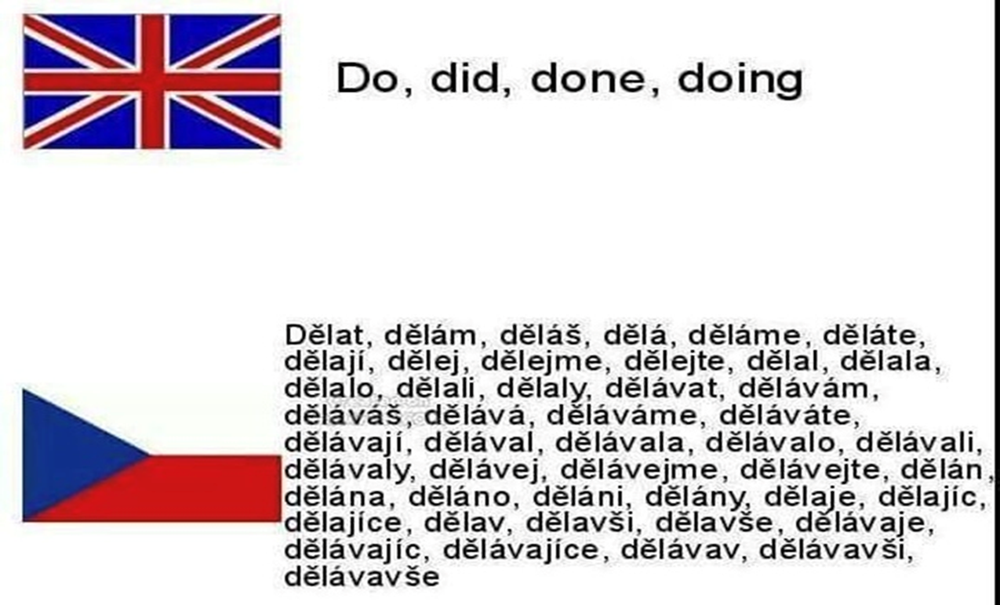 Do, did, done, doing
Dělat, dělám, děláš, dělá, děláme, děláte,
dělají, dělej, dělejme, dělejte, dělal, dělala,
dělalo, dělali, dělaly, dělávat, dělávám,
děláváš, dělává, děláváme, děláváte,
dělávají, dělával, dělávala, dělávalo, dělávali,
dělávaly, dělávej, dělávejme, dělávejte, dělán,
dělána, děláno, děláni, dělány, dělaje, dělajíc,
dělajíce, dělav, dělavši, dělavše, dělávaje,
dělávajíc, dělávajíce, dělávav, dělávavši,
dělávavše